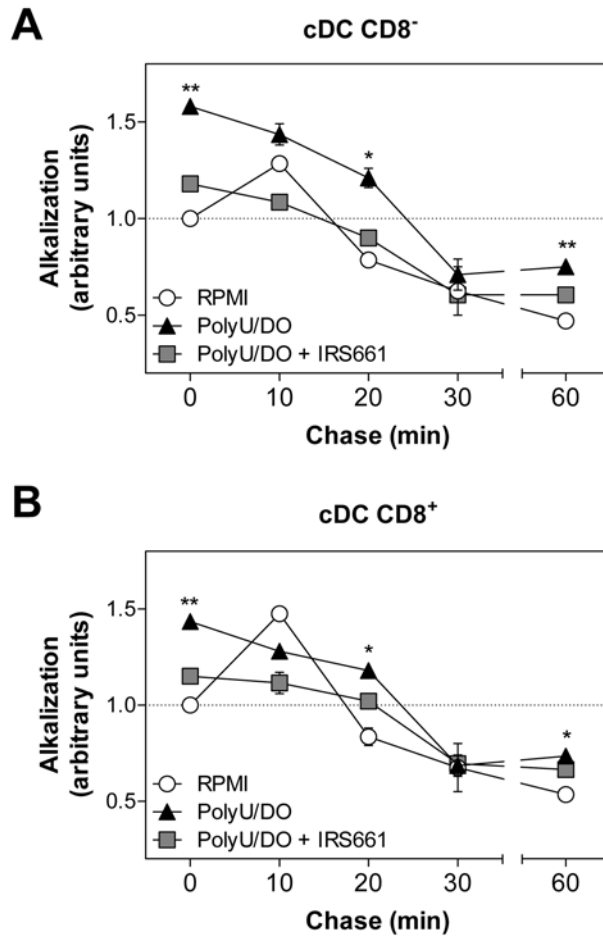 A
cDC CD8⁻
Alkalization
(arbitrary units)
1.5
1.0
0.5
**
*
**
RPMI
PolyU/DO
PolyU/DO + IRS661
0 10 20 30 60
Chase (min)
B
cDC CD8⁺
Alkalization
(arbitrary units)
1.5
1.0
0.5
**
*
*
RPMI
PolyU/DO
PolyU/DO + IRS661
0 10 20 30 60
Chase (min)